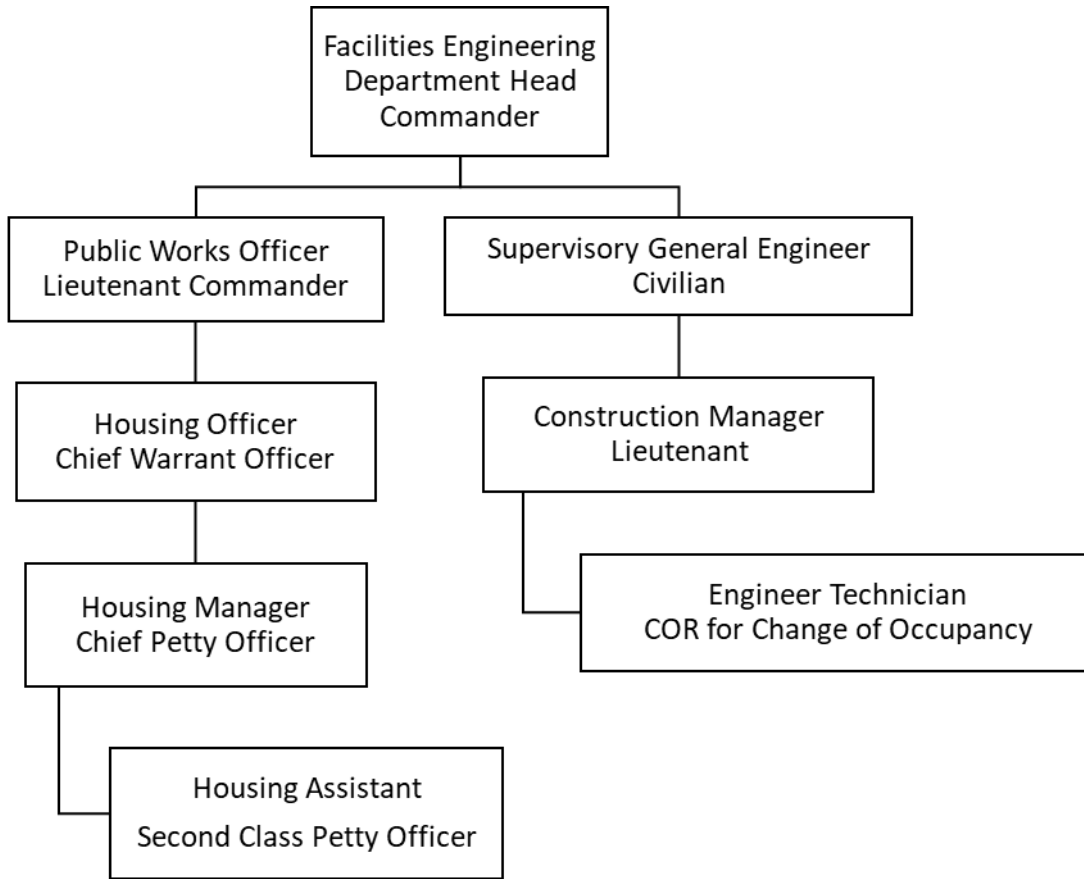 Facilities Engineering
Department Head
Commander
Public Works Officer
Lieutenant Commander
Supervisory General Engineer
Civilian
Housing Officer
Chief Warrant Officer
Construction Manager
Lieutenant
Housing Manager
Chief Petty Officer
Engineer Technician
COR for Change of Occupancy
Housing Assistant
Second Class Petty Officer